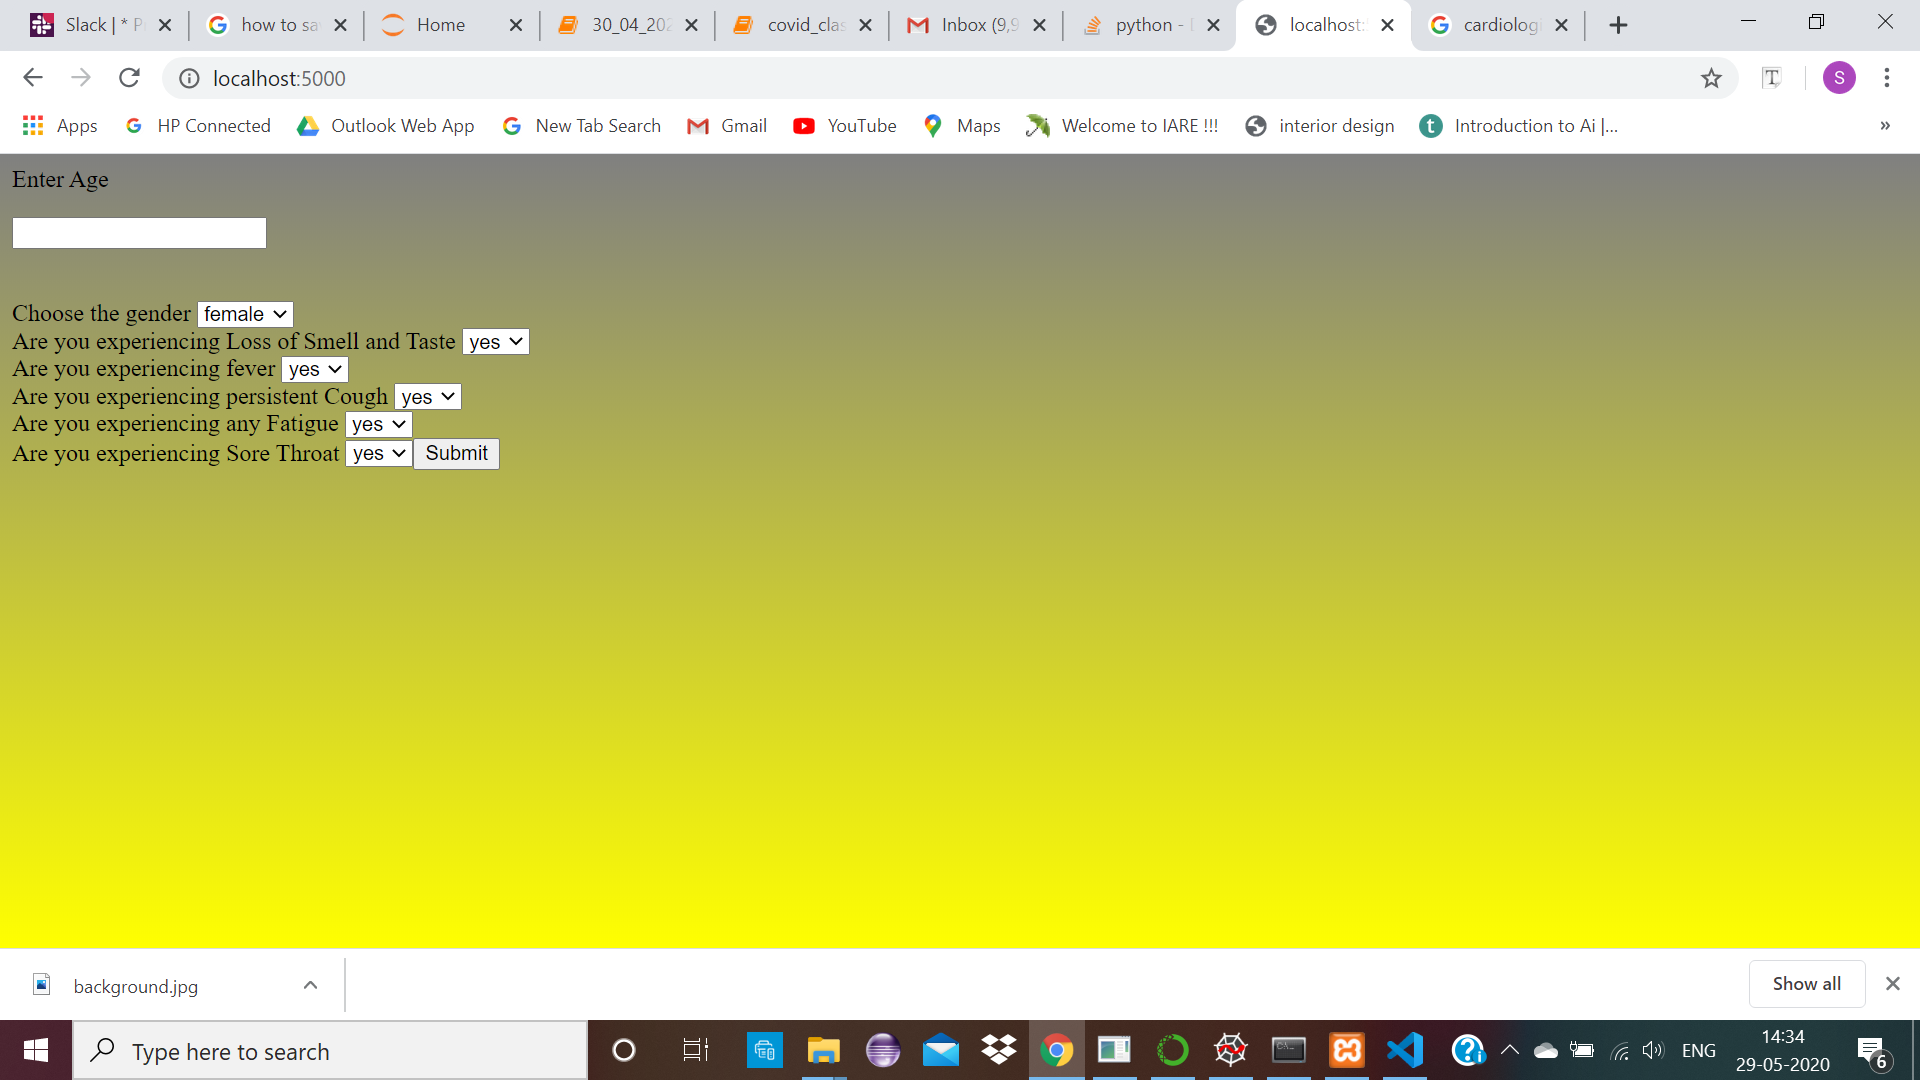 Slack | * P
how to sa
Home
30_04_202
covid_clas
Inbox (9,9
python -
localhost:
cardiologi
localhost:5000
S
Apps
HP Connected
Outlook Web App
New Tab Search
Gmail
YouTube
Maps
Welcome to IARE !!!
interior design
t
Introduction to Ai |...
»
Enter Age
Choose the gender female
Are you experiencing Loss of Smell and Taste yes
Are you experiencing fever yes
Are you experiencing persistent Cough yes
Are you experiencing any Fatigue yes
Are you experiencing Sore Throat yes Submit
background.jpg
Show all
Type here to search
ENG
14:34
29-05-2020
6